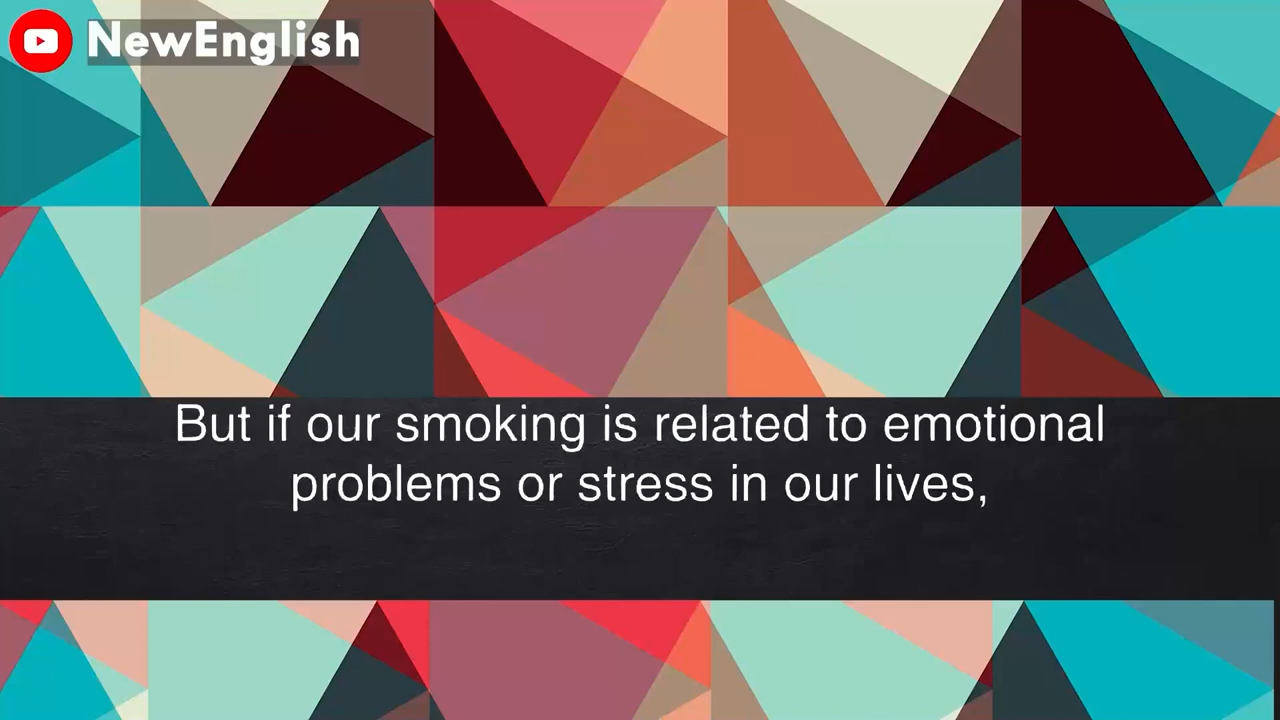 NewEnglish
But if our smoking is related to emotional
problems or stress in our lives,